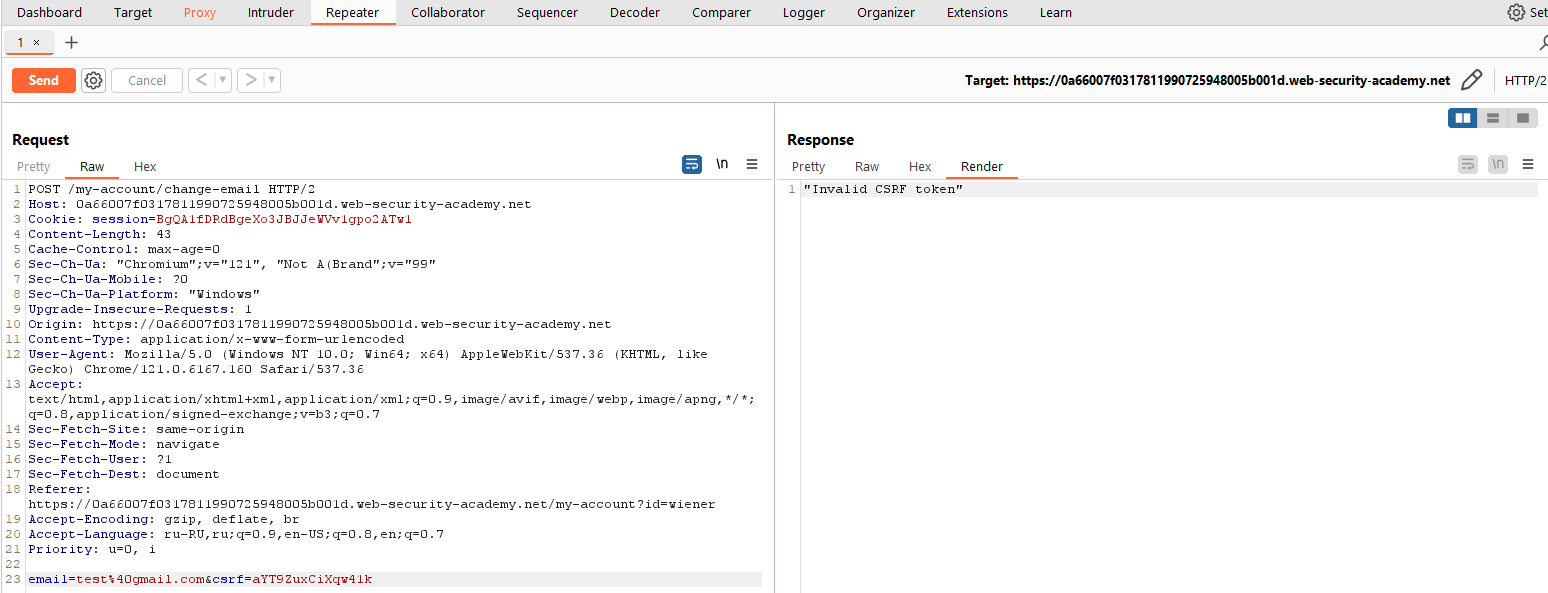 Dashboard Target Proxy Intruder Repeater Collaborator Sequencer Decoder Comparer Logger Organizer Extensions Learn
1 × +
Send Cancel < ▾ > ▾ Target: https://0a66007f0317811990725948005b001d.web-security-academy.net HTTP/2
Request Response
Pretty Raw Hex \n Pretty Raw Hex Render \n
1 POST /my-account/change-email HTTP/2
1 "Invalid CSRF token"
2 Host: 0a66007f0317811990725948005b001d.web-security-academy.net
3 Cookie: session=BgQA1fDRdBgeXo3JBJJeWVv1gpo2ATw1
4 Content-Length: 43
5 Cache-Control: max-age=0
6 Sec-Ch-Ua: "Chromium";v="121", "Not A(Brand";v="99"
7 Sec-Ch-Ua-Mobile: ?0
8 Sec-Ch-Ua-Platform: "Windows"
9 Upgrade-Insecure-Requests: 1
10 Origin: https://0a66007f0317811990725948005b001d.web-security-academy.net
11 Content-Type: application/x-www-form-urlencoded
12 User-Agent: Mozilla/5.0 (Windows NT 10.0; Win64; x64) AppleWebKit/537.36 (KHTML, like
Gecko) Chrome/121.0.6167.160 Safari/537.36
13 Accept:
text/html,application/xhtml+xml,application/xml;q=0.9,image/avif,image/webp,image/apng,*/*;
q=0.8,application/signed-exchange;v=b3;q=0.7
14 Sec-Fetch-Site: same-origin
15 Sec-Fetch-Mode: navigate
16 Sec-Fetch-User: ?1
17 Sec-Fetch-Dest: document
18 Referer:
https://0a66007f0317811990725948005b001d.web-security-academy.net/my-account?id=wiener
19 Accept-Encoding: gzip, deflate, br
20 Accept-Language: ru-RU,ru;q=0.9,en-US;q=0.8,en;q=0.7
21 Priority: u=0, i
22
23 email=test%40gmail.com&csrf=aYT9ZuxCiXqw41k